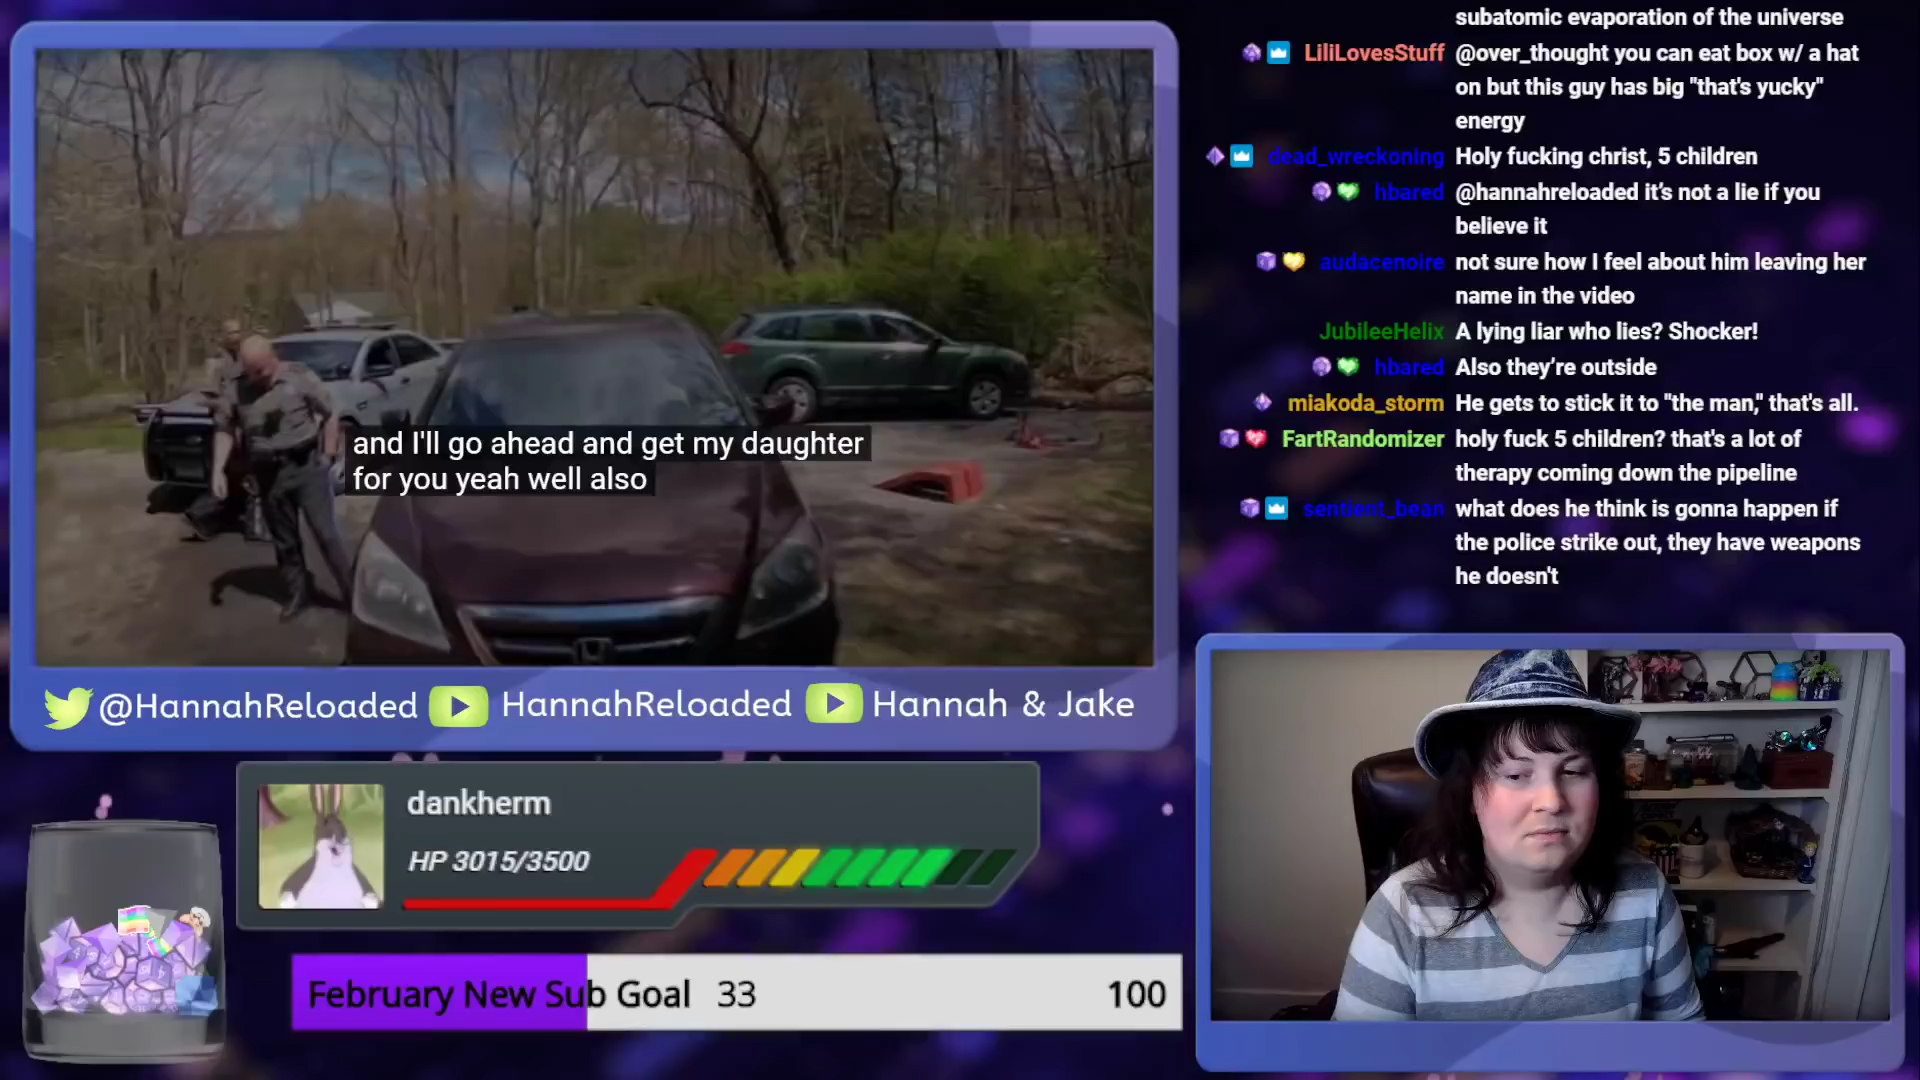 and I'll go ahead and get my daughter
for you yeah well also
@HannahReloaded HannahReloaded Hannah & Jake
dankherm
HP 3015/3500
February New Sub Goal 33 100
subatomic evaporation of the universe
LiliLovesStuff @over_thought you can eat box w/ a hat
on but this guy has big "that's yucky"
energy
dead_wreckoning Holy fucking christ, 5 children
hbared @hannahreloaded it's not a lie if you
believe it
audacenoire not sure how I feel about him leaving her
name in the video
JubileeHelix A lying liar who lies? Shocker!
hbared Also they're outside
miakoda_storm He gets to stick it to "the man," that's all.
FartRandomizer holy fuck 5 children? that's a lot of
therapy coming down the pipeline
sentient_bean what does he think is gonna happen if
the police strike out, they have weapons
he doesn't